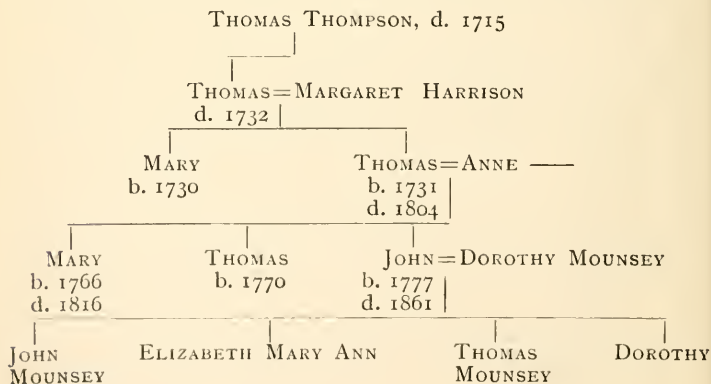 THOMAS THOMPSON, d. 1715
THOMAS=MARGARET HARRISON
d. 1732
MARY THOMAS=ANNE ——
b. 1730 b. 1731
d. 1804
MARY THOMAS JOHN=DOROTHY MOUNSEY
b. 1766 b. 1770 b. 1777
d. 1816 d. 1861
JOHN ELIZABETH MARY ANN THOMAS DOROTHY
MOUNSEY MOUNSEY